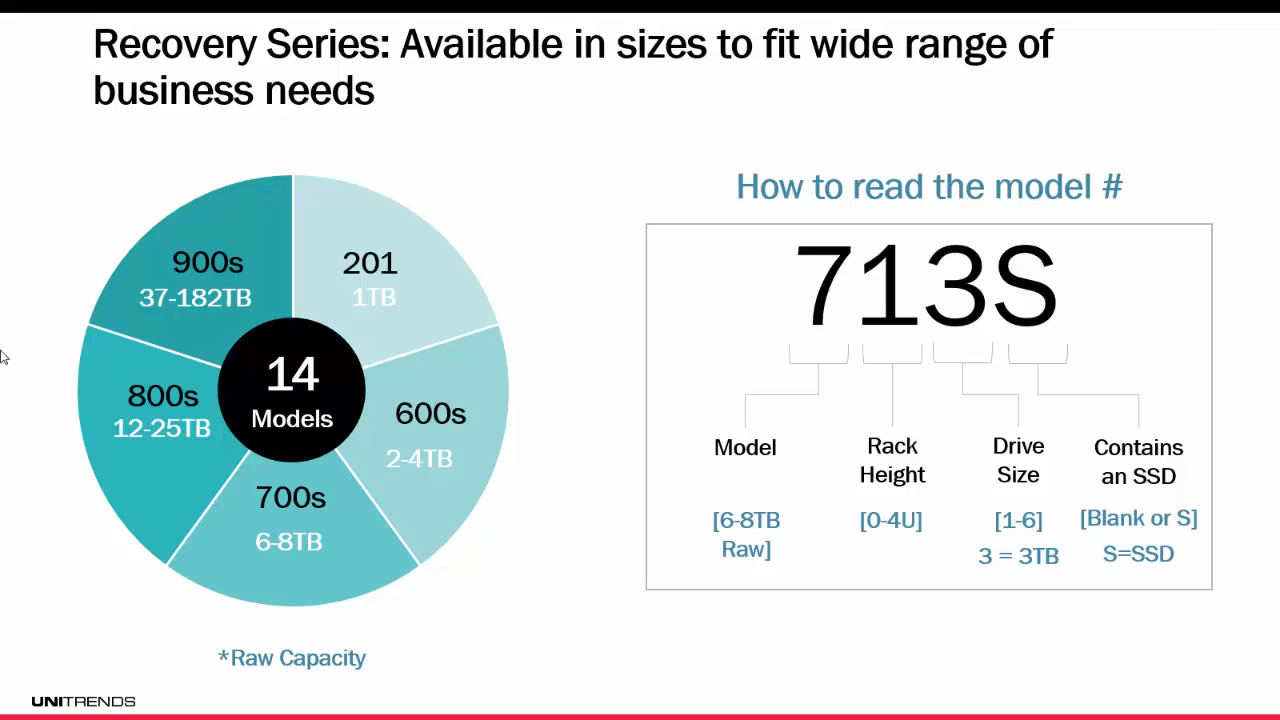 Recovery Series: Available in sizes to fit wide range of
business needs
900s
37-182TB
201
1TB
800s
12-25TB
14
Models
600s
2-4TB
700s
6-8TB
*Raw Capacity
How to read the model #
713S
Model
[6-8TB
Raw]
Rack
Height
[0-4U]
Drive
Size
[1-6]
3 = 3TB
Contains
an SSD
[Blank or S]
S=SSD
UNITRENDS